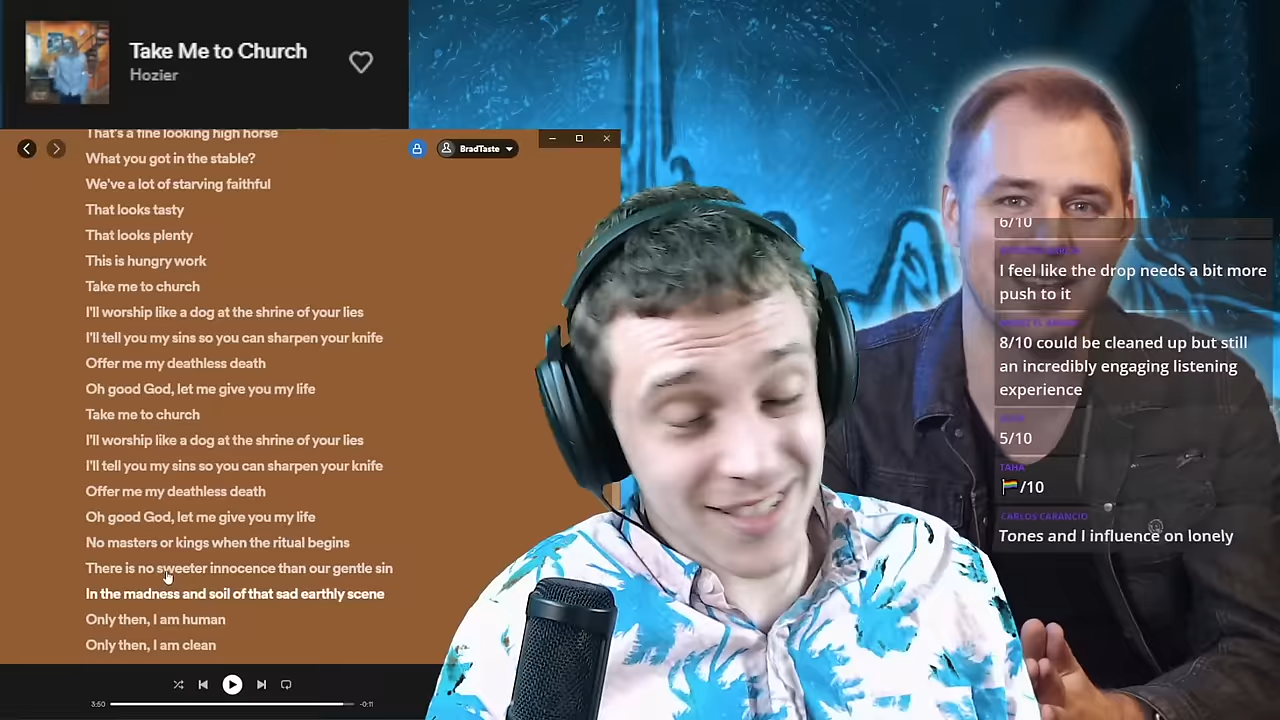 Take Me to Church
Hozier
That's a fine looking high horse
What you got in the stable?
We've a lot of starving faithful
That looks tasty
That looks plenty
This is hungry work
Take me to church
I'll worship like a dog at the shrine of your lies
I'll tell you my sins so you can sharpen your knife
Offer me my deathless death
Oh good God, let me give you my life
Take me to church
I'll worship like a dog at the shrine of your lies
I'll tell you my sins so you can sharpen your knife
Offer me my deathless death
Oh good God, let me give you my life
No masters or kings when the ritual begins
There is no sweeter innocence than our gentle sin
In the madness and soil of that sad earthly scene
Only then, I am human
Only then, I am clean
BradTaste
3:50
-0:11
6/10
I feel like the drop needs a bit more
push to it
8/10 could be cleaned up but still
an incredibly engaging listening
experience
5/10
TAHA
🏳️‍🌈/10
CARLOS CARANCIO
Tones and I influence on lonely